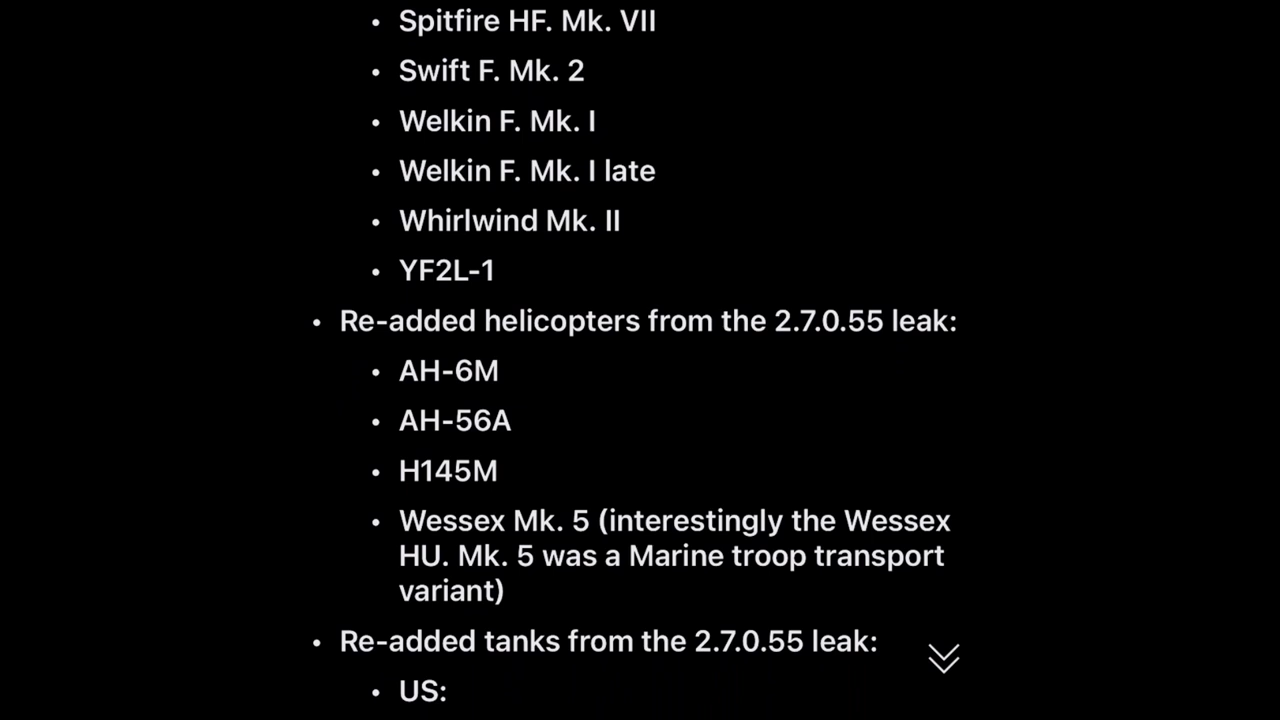 • Spitfire HF. Mk. VII
• Swift F. Mk. 2
• Welkin F. Mk. I
• Welkin F. Mk. I late
• Whirlwind Mk. II
• YF2L-1
• Re-added helicopters from the 2.7.0.55 leak:
• AH-6M
• AH-56A
• H145M
• Wessex Mk. 5 (interestingly the Wessex
HU. Mk. 5 was a Marine troop transport
variant)
• Re-added tanks from the 2.7.0.55 leak:
• US: